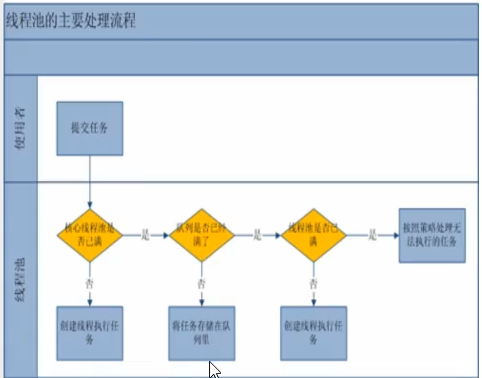 线程池的主要处理流程
使用者
提交任务
线程池
核心线程池是
否已满
是
队列是否已经
满了
是
线程池是否已
满
是
按照策略处理无
法执行的任务
否
否
否
创建线程执行任
务
将任务存储在队
列里
创建线程执行任
务